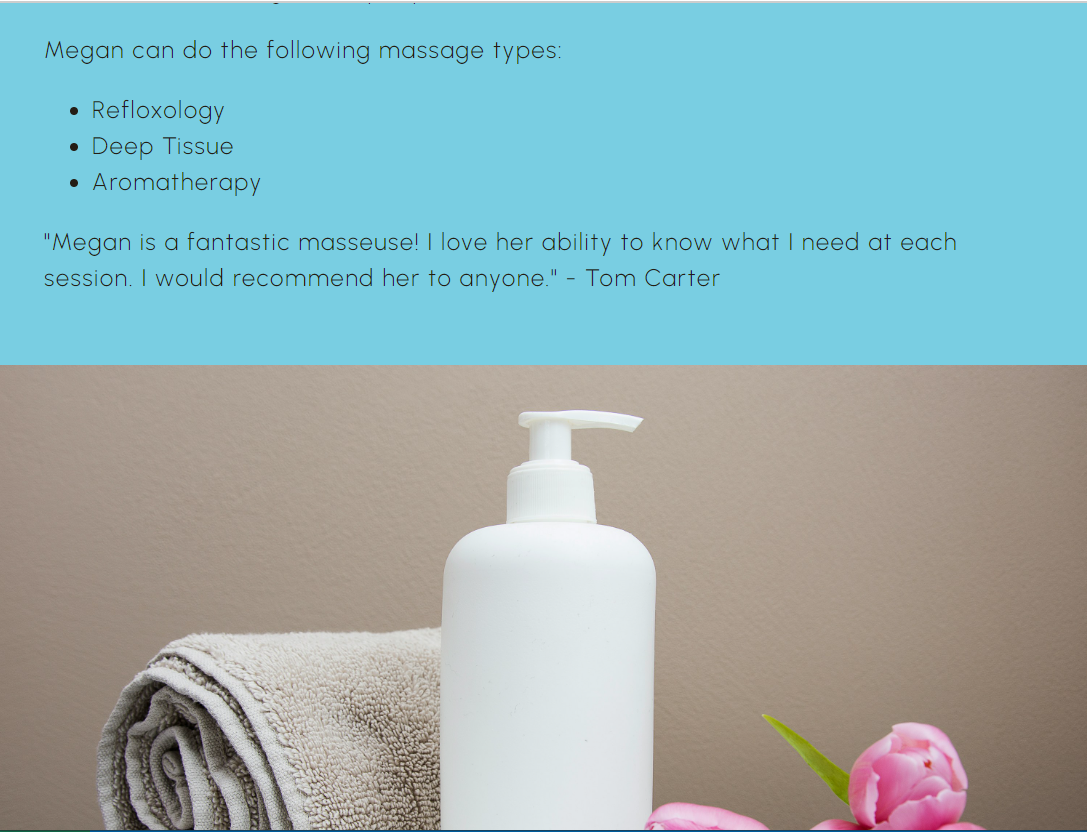 Megan can do the following massage types:
Refloxology
Deep Tissue
Aromatherapy
"Megan is a fantastic masseuse! I love her ability to know what I need at each
session. I would recommend her to anyone." - Tom Carter